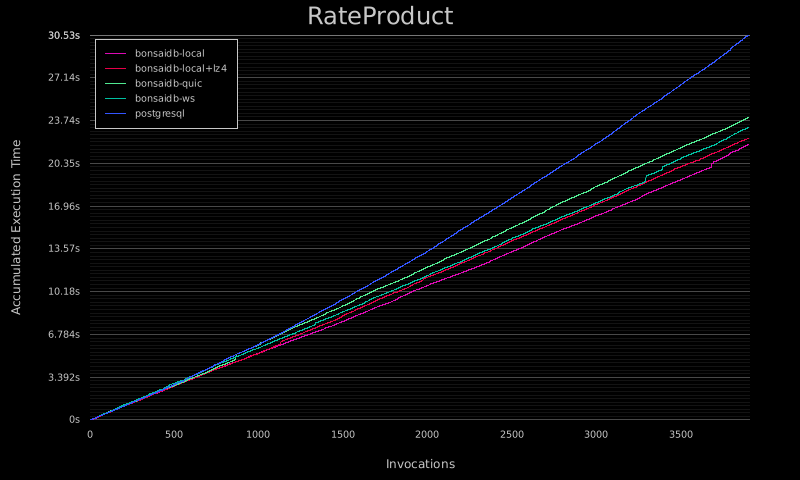 RateProduct
30.53s
27.14s
23.74s
20.35s
16.96s
13.57s
10.18s
6.784s
3.392s
0s
Accumulated Execution Time
bonsaidb-local
bonsaidb-local+lz4
bonsaidb-quic
bonsaidb-ws
postgresql
0 500 1000 1500 2000 2500 3000 3500
Invocations